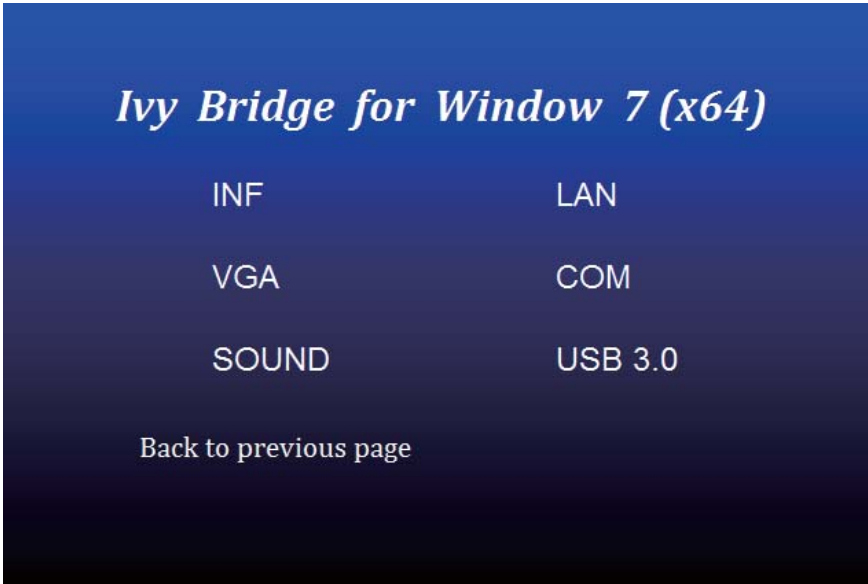 Ivy Bridge for Window 7 (x64)
INF LAN
VGA COM
SOUND USB 3.0
Back to previous page